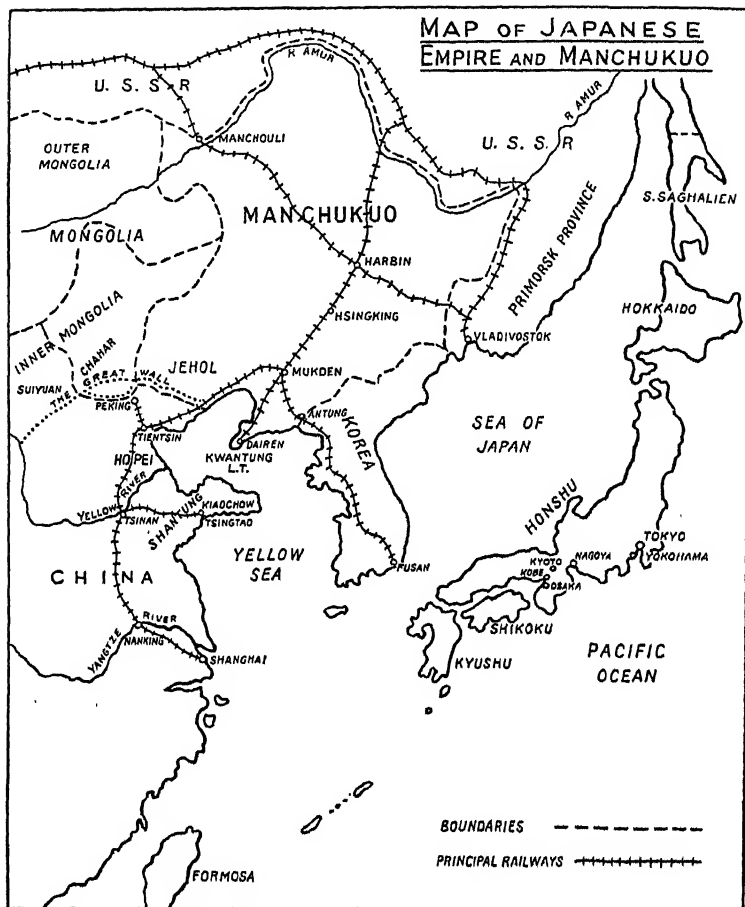 MAP OF JAPANESE
EMPIRE AND MANCHUKUO
U. S. S. R
R AMUR
R AMUR
MANCHOULI
U. S. S. R
OUTER
MONGOLIA
S. SAGHALIEN
MANCHUKUO
MONGOLIA
PRIMORSK PROVINCE
HARBIN
HOKKAIDO
HSINGKING
INNER MONGOLIA
VLADIVOSTOK
CHAHAR
JEHOL
SUIYUAN
THE GREAT WALL
MUKDEN
PEKING
ANTUNG
SEA OF
JAPAN
TIENTSIN
DAIREN
KOREA
HOPEI
KWANTUNG
L.T.
YELLOW RIVER
KIAOCHOW
HONSHU
TSINAN
SHANTUNG
TSINGTAO
TOKYO
YELLOW
SEA
KYOTO
NAGOYA
YOKOHAMA
FUSAN
KOBE
OSAKA
CHINA
YANGTZE RIVER
SHIKOKU
NANKING
KYUSHU
PACIFIC
OCEAN
SHANGHAI
BOUNDARIES
PRINCIPAL RAILWAYS
FORMOSA